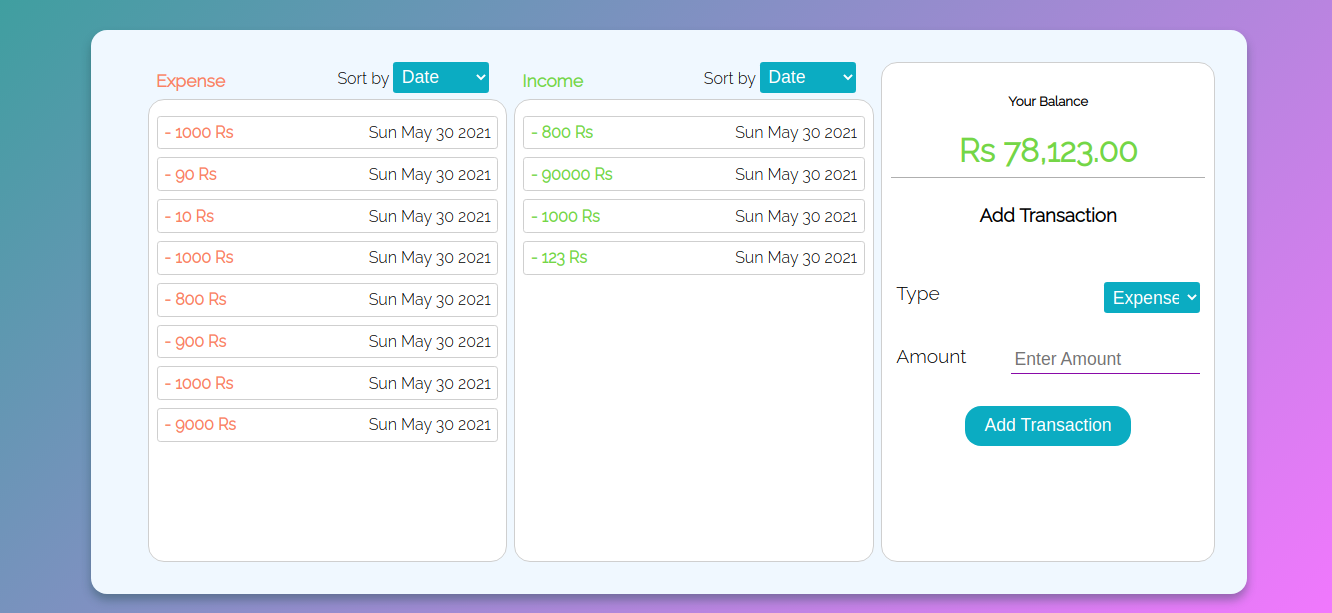 Expense
Sort by Date
- 1000 Rs Sun May 30 2021
- 90 Rs Sun May 30 2021
- 10 Rs Sun May 30 2021
- 1000 Rs Sun May 30 2021
- 800 Rs Sun May 30 2021
- 900 Rs Sun May 30 2021
- 1000 Rs Sun May 30 2021
- 9000 Rs Sun May 30 2021
Income
Sort by Date
- 800 Rs Sun May 30 2021
- 90000 Rs Sun May 30 2021
- 1000 Rs Sun May 30 2021
- 123 Rs Sun May 30 2021
Your Balance
Rs 78,123.00
Add Transaction
Type Expense
Amount Enter Amount
Add Transaction